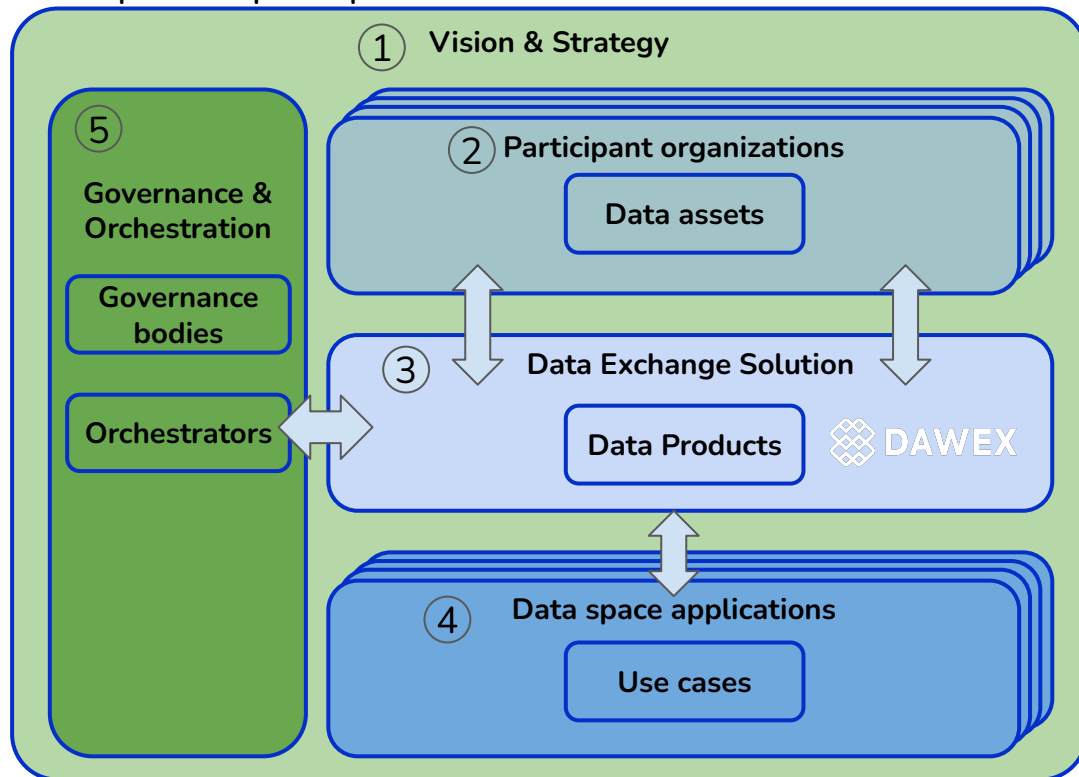 ① Vision & Strategy
⑤
Governance &
Orchestration
Governance
bodies
Orchestrators
② Participant organizations
Data assets
③ Data Exchange Solution
Data Products
DAWEX
④ Data space applications
Use cases